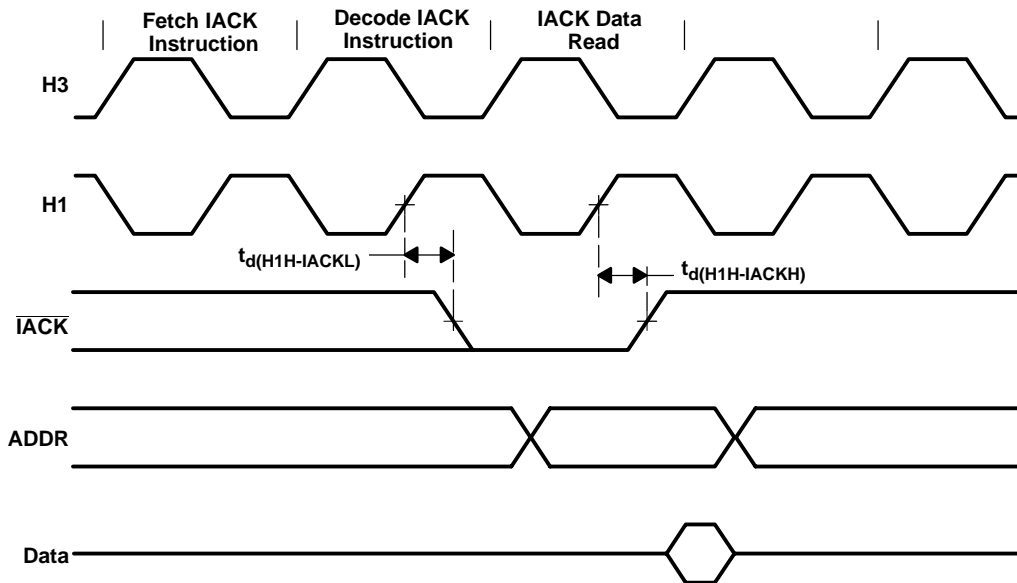 Fetch IACK
Instruction
Decode IACK
Instruction
IACK Data
Read
H3
H1
td(H1H-IACKL)
td(H1H-IACKH)
IACK
ADDR
Data